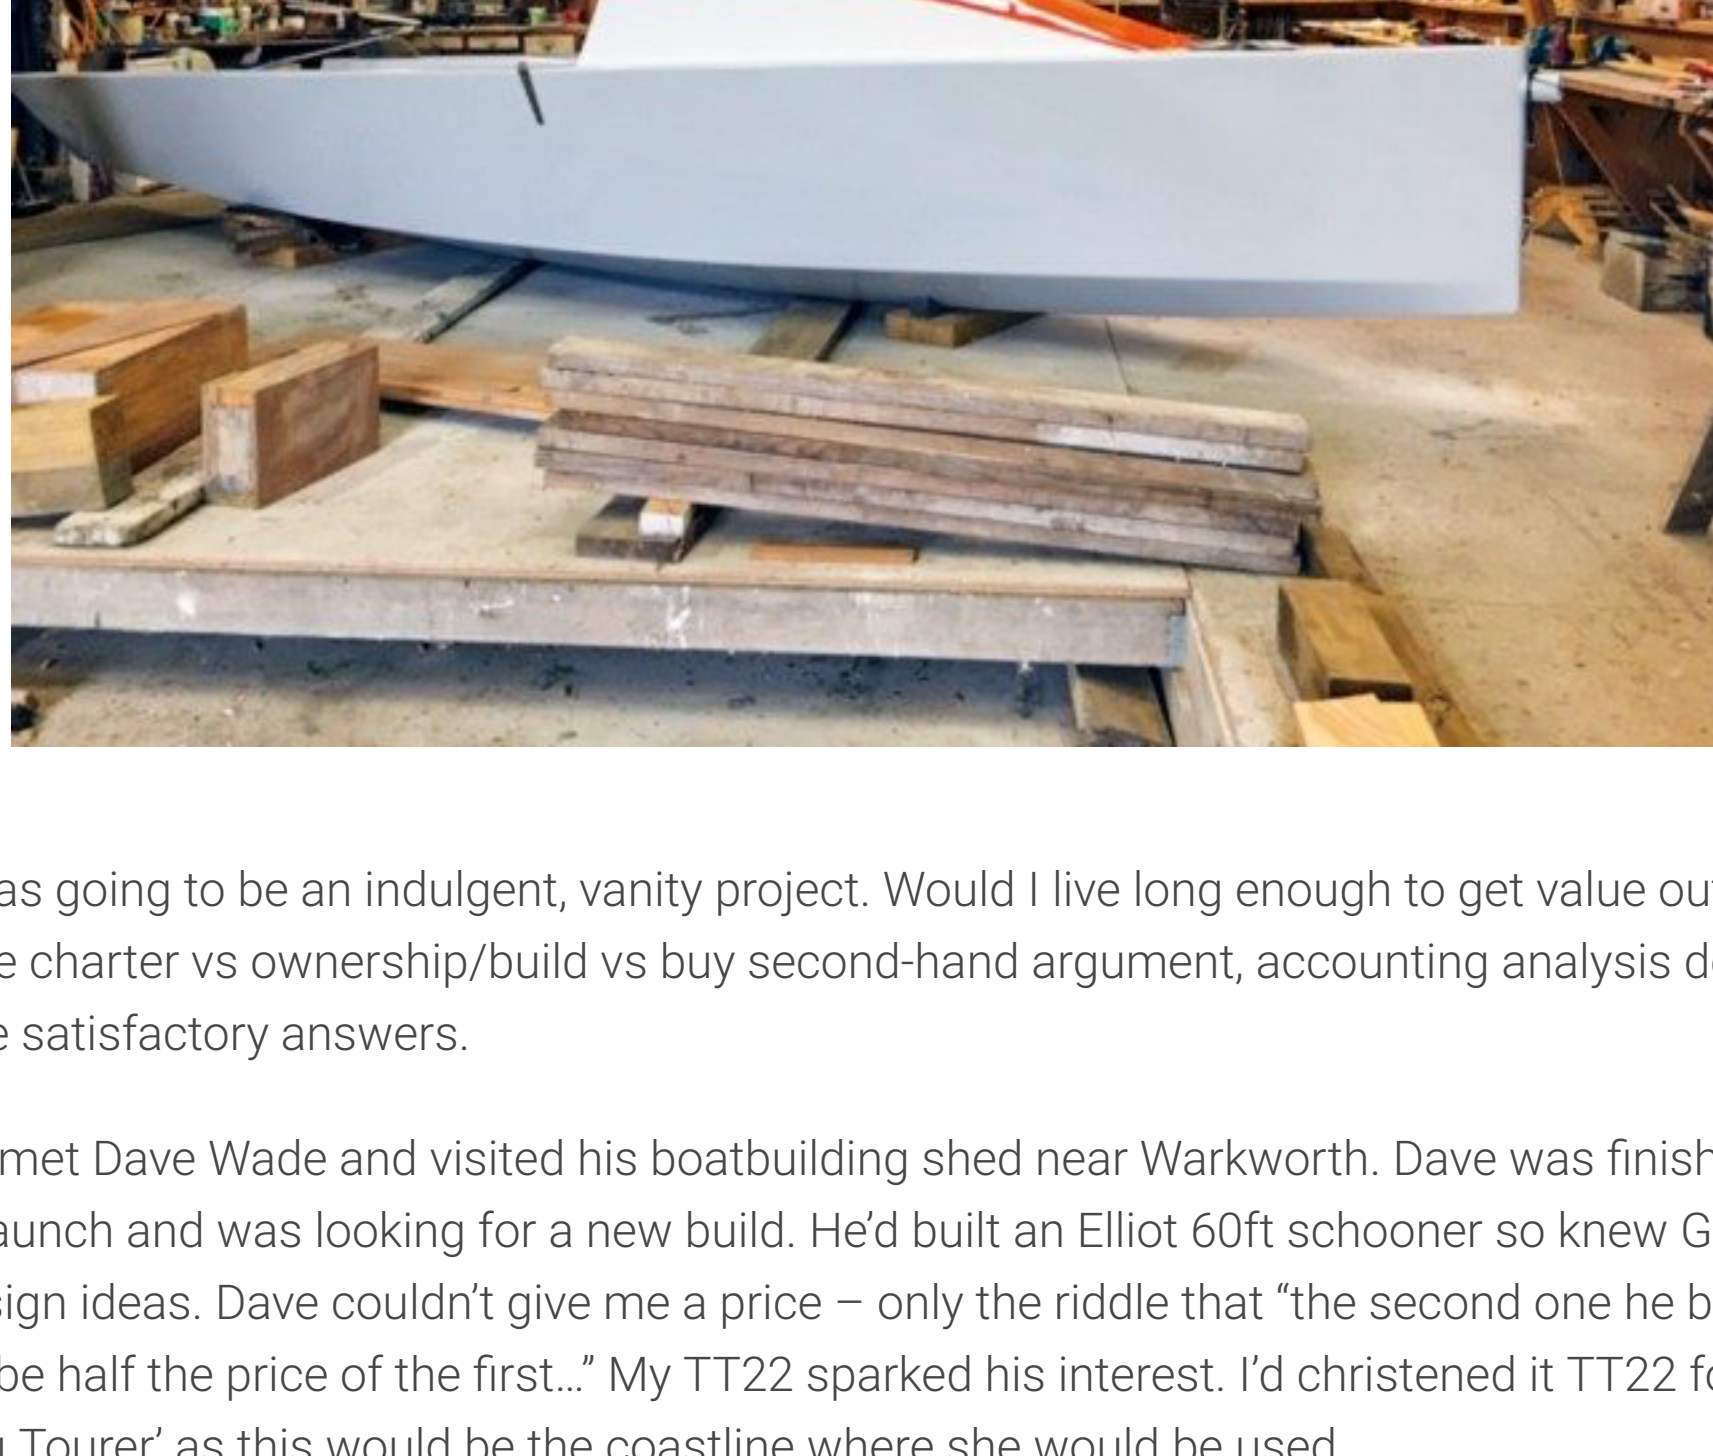 as going to be an indulgent, vanity project. Would I live long enough to get value
charter vs ownership/build vs buy second-hand argument, accounting analysis
satisfactory answers.
met Dave Wade and visited his boatbuilding shed near Warkworth. Dave was
and was looking for a new build. He’d built an Elliot 60ft schooner so knew
ideas. Dave couldn’t give me a price – only the riddle that “the second one he
be half the price of the first…” My TT22 sparked his interest. I’d christened it TT22
Tourer’ as this would be the coastline where she would be used.